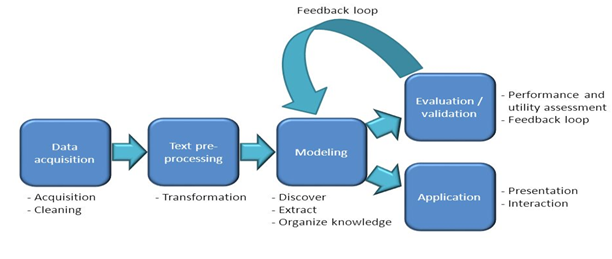 Feedback loop
Data
acquisition
- Acquisition
- Cleaning
Text pre-
processing
- Transformation
Modeling
- Discover
- Extract
- Organize knowledge
Evaluation /
validation
- Performance and
utility assessment
- Feedback loop
Application
- Presentation
- Interaction